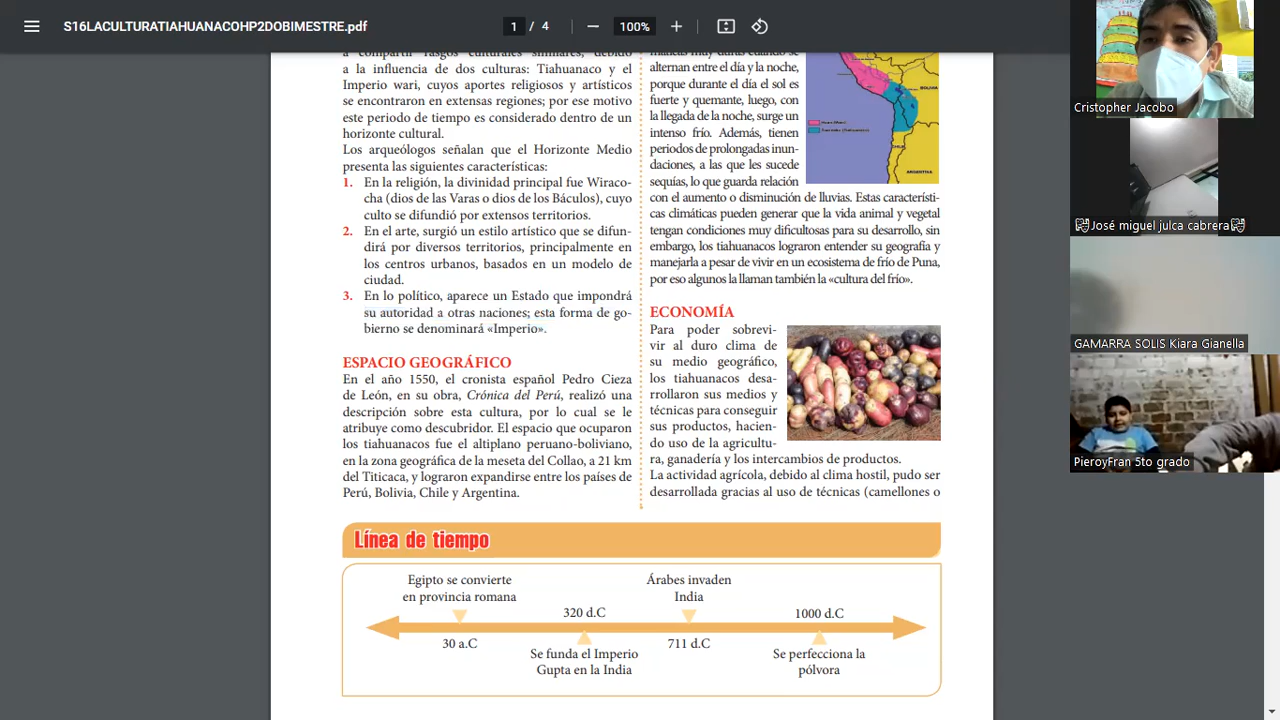 S16LACULTURATIAHUANACOHP2DOBIMESTRE.pdf
1 / 4
100%
a compartir rasgos culturales similares, debido
a la influencia de dos culturas: Tiahuanaco y el
Imperio wari, cuyos aportes religiosos y artísticos
se encontraron en extensas regiones; por ese motivo
este periodo de tiempo es considerado dentro de un
horizonte cultural.
Los arqueólogos señalan que el Horizonte Medio
presenta las siguientes características:
1. En la religión, la divinidad principal fue Wiraco-
cha (dios de las Varas o dios de los Báculos), cuyo
culto se difundió por extensos territorios.
2. En el arte, surgió un estilo artístico que se difun-
dirá por diversos territorios, principalmente en
los centros urbanos, basados en un modelo de
ciudad.
3. En lo político, aparece un Estado que impondrá
su autoridad a otras naciones; esta forma de go-
bierno se denominará «Imperio».
ESPACIO GEOGRÁFICO
En el año 1550, el cronista español Pedro Cieza
de León, en su obra, Crónica del Perú, realizó una
descripción sobre esta cultura, por lo cual se le
atribuye como descubridor. El espacio que ocuparon
los tiahuanacos fue el altiplano peruano-boliviano,
en la zona geográfica de la meseta del Collao, a 21 km
del Titicaca, y lograron expandirse entre los países de
Perú, Bolivia, Chile y Argentina.
muy duras cuando se
alternan entre el día y la noche,
porque durante el día el sol es
fuerte y quemante, luego, con
la llegada de la noche, surge un
intenso frío. Además, tienen
periodos de prolongadas inun-
daciones, a las que les sucede
sequías, lo que guarda relación
con el aumento o disminución de lluvias. Estas característi-
cas climáticas pueden generar que la vida animal y vegetal
tengan condiciones muy dificultosas para su desarrollo, sin
embargo, los tiahuanacos lograron entender su geografía y
manejarla a pesar de vivir en un ecosistema de frío de Puna,
por eso algunos la llaman también la «cultura del frío».
BOLIVIA
CHILE
ARGENTINA
ECONOMÍA
Para poder sobrevi-
vir al duro clima de
su medio geográfico,
los tiahuanacos desa-
rrollaron sus medios y
técnicas para conseguir
sus productos, hacien-
do uso de la agricultu-
ra, ganadería y los intercambios de productos.
La actividad agrícola, debido al clima hostil, pudo ser
desarrollada gracias al uso de técnicas (camellones o
Línea de tiempo
Egipto se convierte
en provincia romana
30 a.C
320 d.C
Se funda el Imperio
Gupta en la India
Árabes invaden
India
711 d.C
1000 d.C
Se perfecciona la
pólvora
Cristopher Jacobo
José miguel julca cabrera
GAMARRA SOLIS Kiara Gianella
PieroyFran 5to grado